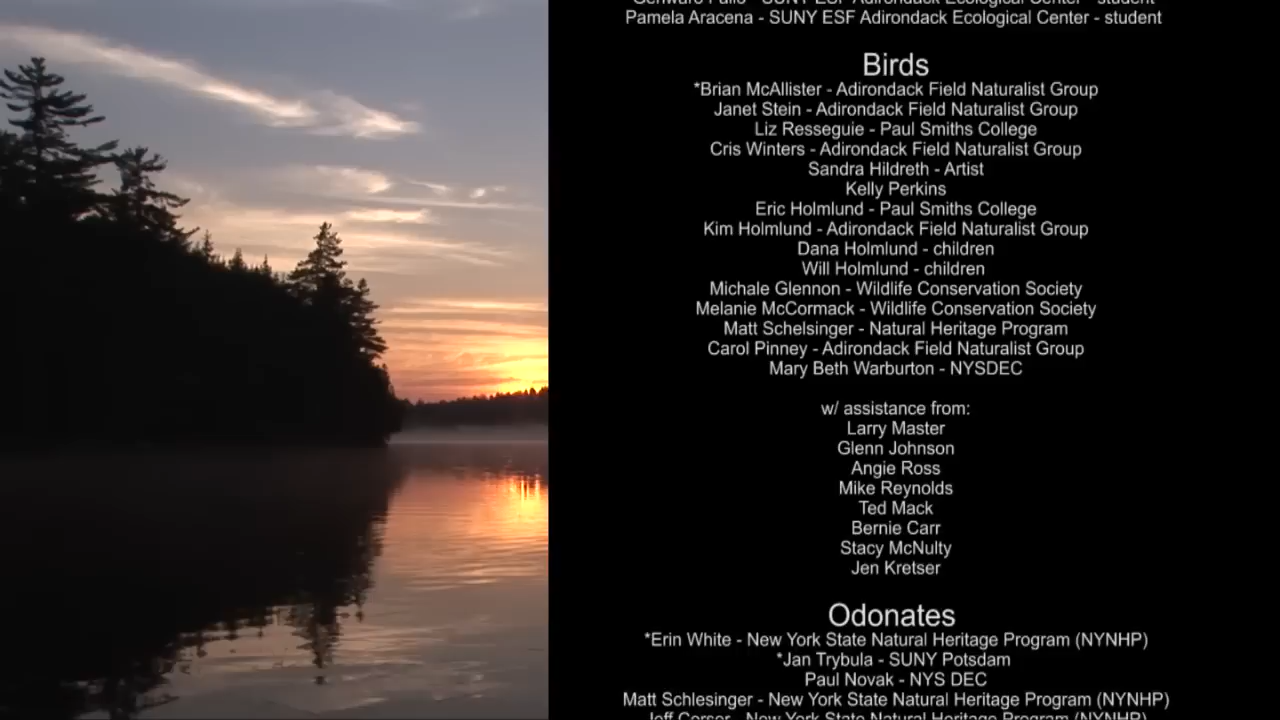 Pamela Aracena - SUNY ESF Adirondack Ecological Center - student
Birds
*Brian McAllister - Adirondack Field Naturalist Group
Janet Stein - Adirondack Field Naturalist Group
Liz Resseguie - Paul Smiths College
Cris Winters - Adirondack Field Naturalist Group
Sandra Hildreth - Artist
Kelly Perkins
Eric Holmlund - Paul Smiths College
Kim Holmlund - Adirondack Field Naturalist Group
Dana Holmlund - children
Will Holmlund - children
Michale Glennon - Wildlife Conservation Society
Melanie McCormack - Wildlife Conservation Society
Matt Schelsinger - Natural Heritage Program
Carol Pinney - Adirondack Field Naturalist Group
Mary Beth Warburton - NYSDEC
w/ assistance from:
Larry Master
Glenn Johnson
Angie Ross
Mike Reynolds
Ted Mack
Bernie Carr
Stacy McNulty
Jen Kretser
Odonates
*Erin White - New York State Natural Heritage Program (NYNHP)
*Jan Trybula - SUNY Potsdam
Paul Novak - NYS DEC
Matt Schlesinger - New York State Natural Heritage Program (NYNHP)